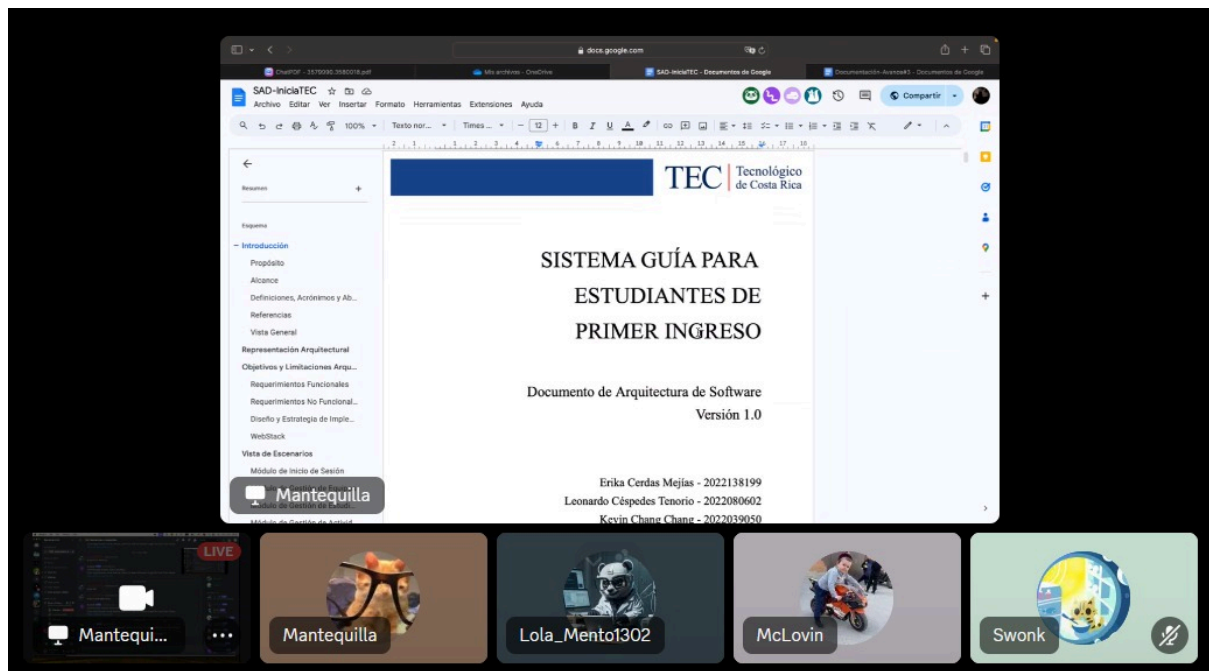 docs.google.com
ChatPDF - 3579090.3580018.pdf
Mis archivos - OneDrive
SAD-IniciaTEC - Documentos de Google
Documentación-Avance#3 - Documentos de Google
SAD-IniciaTEC
Archivo Editar Ver Insertar Formato Herramientas Extensiones Ayuda
Compartir
100% Texto nor... Times ... 12 B I U A
Resumen
Esquema
Introducción
Propósito
Alcance
Definiciones, Acrónimos y Ab...
Referencias
Vista General
Representación Arquitectural
Objetivos y Limitaciones Arqu...
Requerimientos Funcionales
Requerimientos No Funcional...
Diseño y Estrategia de Imple...
WebStack
Vista de Escenarios
Módulo de Inicio de Sesión
TEC Tecnológico
de Costa Rica
SISTEMA GUÍA PARA
ESTUDIANTES DE
PRIMER INGRESO
Documento de Arquitectura de Software
Versión 1.0
Erika Cerdas Mejías - 2022138199
Leonardo Céspedes Tenorio - 2022080602
Kevin Chang Chang - 2022039050
Mantequilla
LIVE
Mantequi...
Mantequilla
Lola_Mento1302
McLovin
Swonk